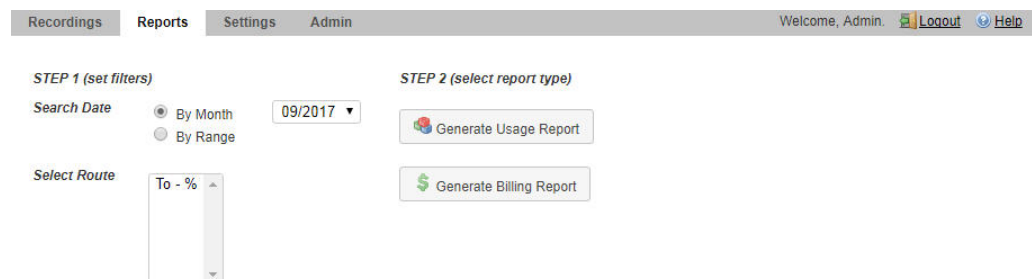 Recordings Reports Settings Admin Welcome, Admin. Logout Help
STEP 1 (set filters) STEP 2 (select report type)
Search Date By Month 09/2017
By Range
Generate Usage Report
Select Route To - %
Generate Billing Report